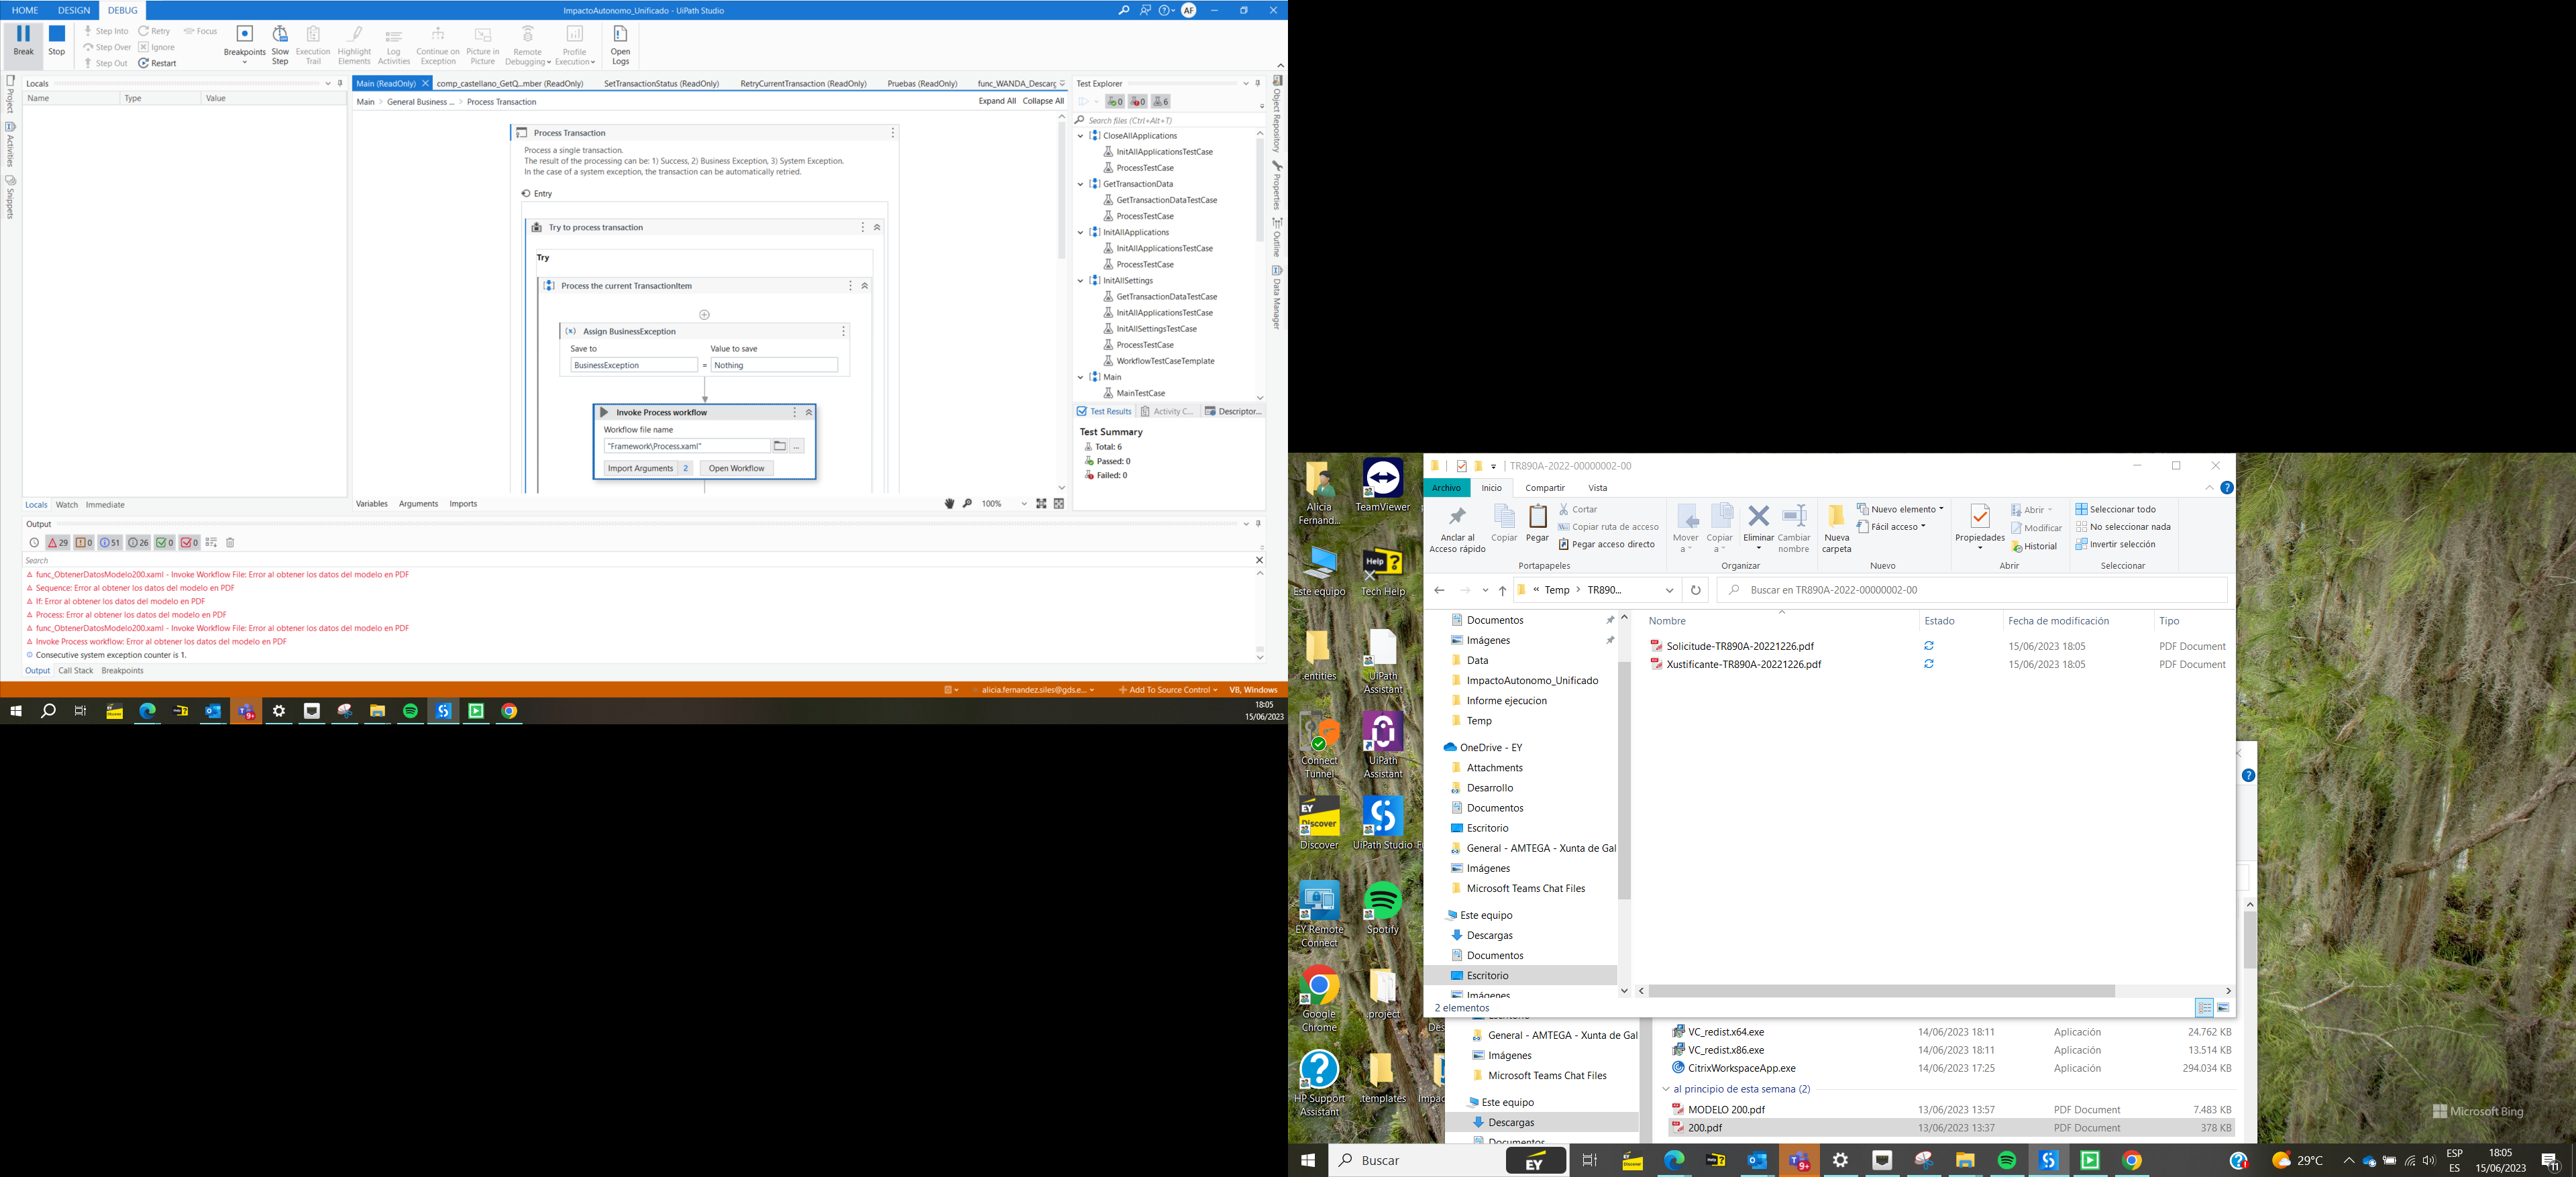 HOME DESIGN DEBUG
ImpactoAutonomo_Unificado - UiPath Studio
AF
Break
Stop
Step Into
Step Over
Step Out
Retry
Ignore
Restart
Focus
Breakpoints
Slow Step
Execution Trail
Highlight Elements
Log Activities
Continue on Exception
Picture in Picture
Remote Debugging
Profile Execution
Open Logs
Project
Activities
Snippets
Locals
Name Type Value
Locals Watch Immediate
Main (ReadOnly) comp_castellano_GetQ...mber (ReadOnly) SetTransactionStatus (ReadOnly) RetryCurrentTransaction (ReadOnly) Pruebas (ReadOnly) func_WANDA_Descarg
Main > General Business ... > Process Transaction
Expand All Collapse All
Process Transaction
Process a single transaction.
The result of the processing can be: 1) Success, 2) Business Exception, 3) System Exception.
In the case of a system exception, the transaction can be automatically retried.
Entry
Try to process transaction
Try
Process the current TransactionItem
Assign BusinessException
Save to Value to save
BusinessException = Nothing
Invoke Process workflow
Workflow file name
"Framework\Process.xaml"
...
Import Arguments 2 Open Workflow
Variables Arguments Imports
100%
Test Explorer
0 0 6
Search files (Ctrl+Alt+T)
CloseAllApplications
InitAllApplicationsTestCase
ProcessTestCase
GetTransactionData
GetTransactionDataTestCase
ProcessTestCase
InitAllApplications
InitAllApplicationsTestCase
ProcessTestCase
InitAllSettings
GetTransactionDataTestCase
InitAllApplicationsTestCase
InitAllSettingsTestCase
ProcessTestCase
WorkflowTestCaseTemplate
Main
MainTestCase
Test Results Activity C... Descriptor...
Test Summary
Total: 6
Passed: 0
Failed: 0
Object Repository
Properties
Outline
Data Manager
Output
29 0 51 26 0 0
Search
func_ObtenerDatosModelo200.xaml - Invoke Workflow File: Error al obtener los datos del modelo en PDF
Sequence: Error al obtener los datos del modelo en PDF
If: Error al obtener los datos del modelo en PDF
Process: Error al obtener los datos del modelo en PDF
func_ObtenerDatosModelo200.xaml - Invoke Workflow File: Error al obtener los datos del modelo en PDF
Invoke Process workflow: Error al obtener los datos del modelo en PDF
Consecutive system exception counter is 1.
Output Call Stack Breakpoints
alicia.fernandez.siles@gds.e... Add To Source Control VB, Windows
18:05
15/06/2023
Alicia Fernand...
TeamViewer
Este equipo
Tech Help
.entities
UiPath Assistant
Connect Tunnel
UiPath Assistant
EY Discover
Discover
UiPath Studio
EY Remote Connect
Spotify
Google Chrome
.project
HP Support Assistant
.templates
Impac
TR890A-2022-00000002-00
Archivo Inicio Compartir Vista
Anclar al Acceso rápido
Copiar
Pegar
Cortar
Copiar ruta de acceso
Pegar acceso directo
Mover a
Copiar a
Eliminar
Cambiar nombre
Nueva carpeta
Nuevo elemento
Fácil acceso
Propiedades
Abrir
Modificar
Historial
Seleccionar todo
No seleccionar nada
Invertir selección
Portapapeles Organizar Nuevo Abrir Seleccionar
« Temp > TR890...
Buscar en TR890A-2022-00000002-00
Documentos
Imágenes
Data
ImpactoAutonomo_Unificado
Informe ejecucion
Temp
OneDrive - EY
Attachments
Desarrollo
Documentos
Escritorio
General - AMTEGA - Xunta de Gal
Imágenes
Microsoft Teams Chat Files
Este equipo
Descargas
Documentos
Escritorio
Imágenes
Nombre Estado Fecha de modificación Tipo
Solicitude-TR890A-20221226.pdf 15/06/2023 18:05 PDF Document
Xustificante-TR890A-20221226.pdf 15/06/2023 18:05 PDF Document
2 elementos
General - AMTEGA - Xunta de Gal
Imágenes
Microsoft Teams Chat Files
Este equipo
Descargas
Documentos
VC_redist.x64.exe 14/06/2023 18:11 Aplicación 24.762 KB
VC_redist.x86.exe 14/06/2023 18:11 Aplicación 13.514 KB
CitrixWorkspaceApp.exe 14/06/2023 17:25 Aplicación 294.034 KB
al principio de esta semana (2)
MODELO 200.pdf 13/06/2023 13:57 PDF Document 7.483 KB
200.pdf 13/06/2023 13:37 PDF Document 378 KB
Microsoft Bing
Buscar
EY
29°C
ESP
ES
18:05
15/06/2023
11